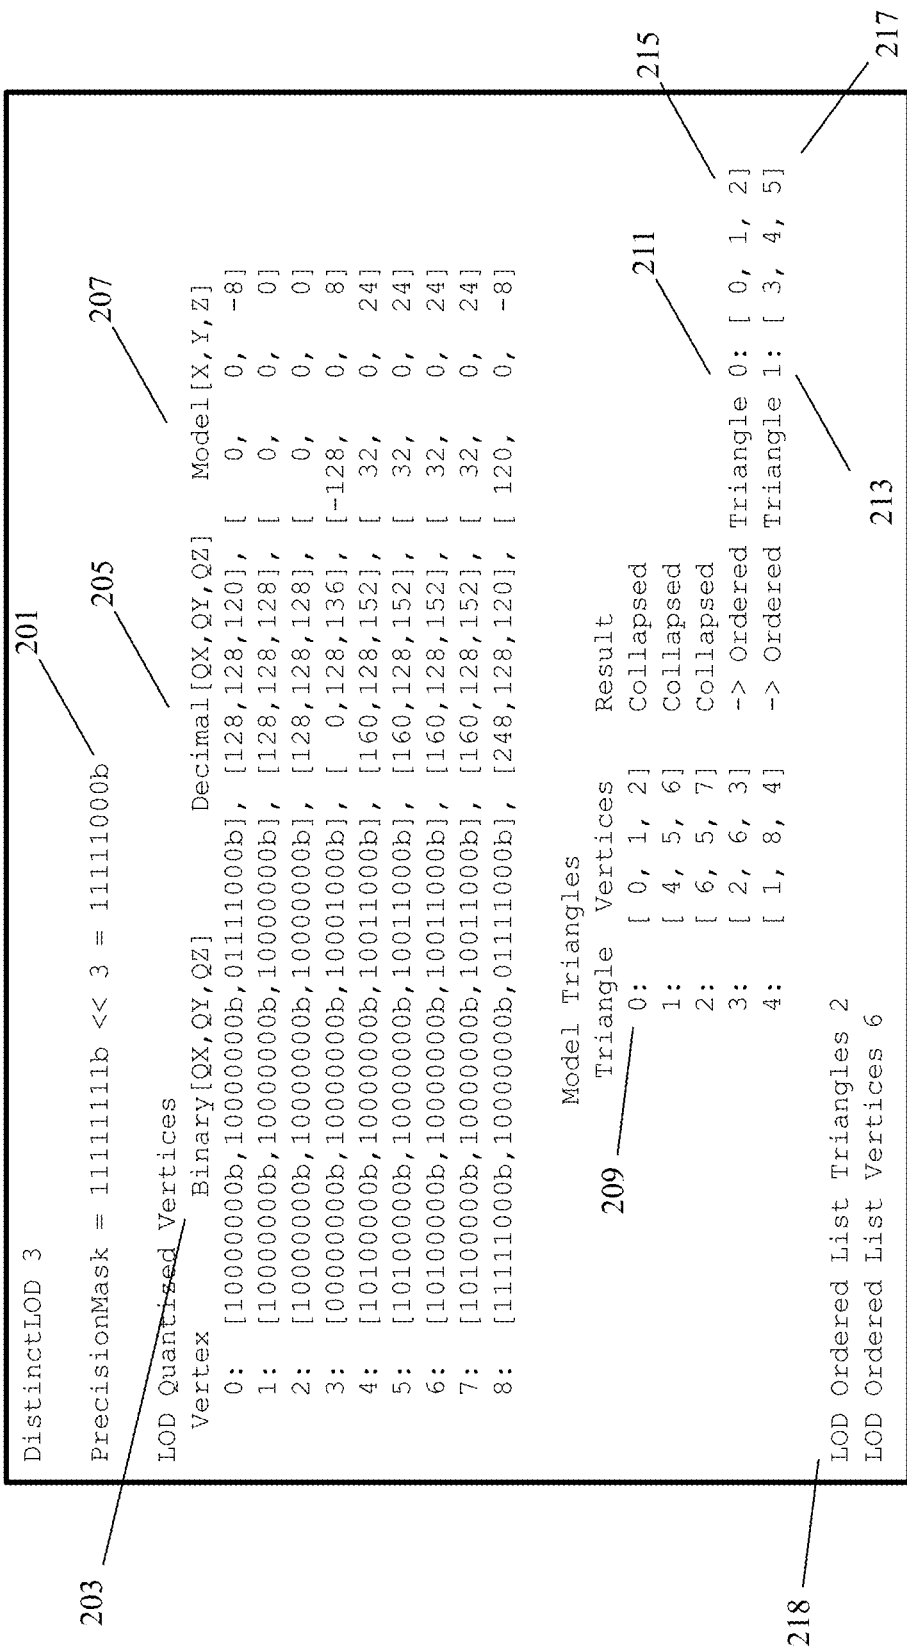 201
DistinctLOD 3
PrecisionMask = 11111111b << 3 = 11111000b
203
205
207
LOD Quantized Vertices
Vertex Binary[QX,QY,QZ] Decimal[QX,QY,QZ] Model[X,Y,Z]
0: [10000000b,10000000b,01111000b], [128,128,120], [ 0, 0, -8]
1: [10000000b,10000000b,10000000b], [128,128,128], [ 0, 0, 0]
2: [10000000b,10000000b,10000000b], [128,128,128], [ 0, 0, 0]
3: [00000000b,10000000b,10001000b], [ 0,128,136], [-128, 0, 8]
4: [10100000b,10000000b,10011000b], [160,128,152], [ 32, 0, 24]
5: [10100000b,10000000b,10011000b], [160,128,152], [ 32, 0, 24]
6: [10100000b,10000000b,10011000b], [160,128,152], [ 32, 0, 24]
7: [10100000b,10000000b,10011000b], [160,128,152], [ 32, 0, 24]
8: [11111000b,10000000b,01111000b], [248,128,120], [ 120, 0, -8]
Model Triangles
Triangle Vertices Result
209
211
215
0: [ 0, 1, 2] Collapsed
1: [ 4, 5, 6] Collapsed
2: [ 6, 5, 7] Collapsed
3: [ 2, 6, 3] -> Ordered Triangle 0: [ 0, 1, 2]
4: [ 1, 8, 4] -> Ordered Triangle 1: [ 3, 4, 5]
213
217
218
LOD Ordered List Triangles 2
LOD Ordered List Vertices 6